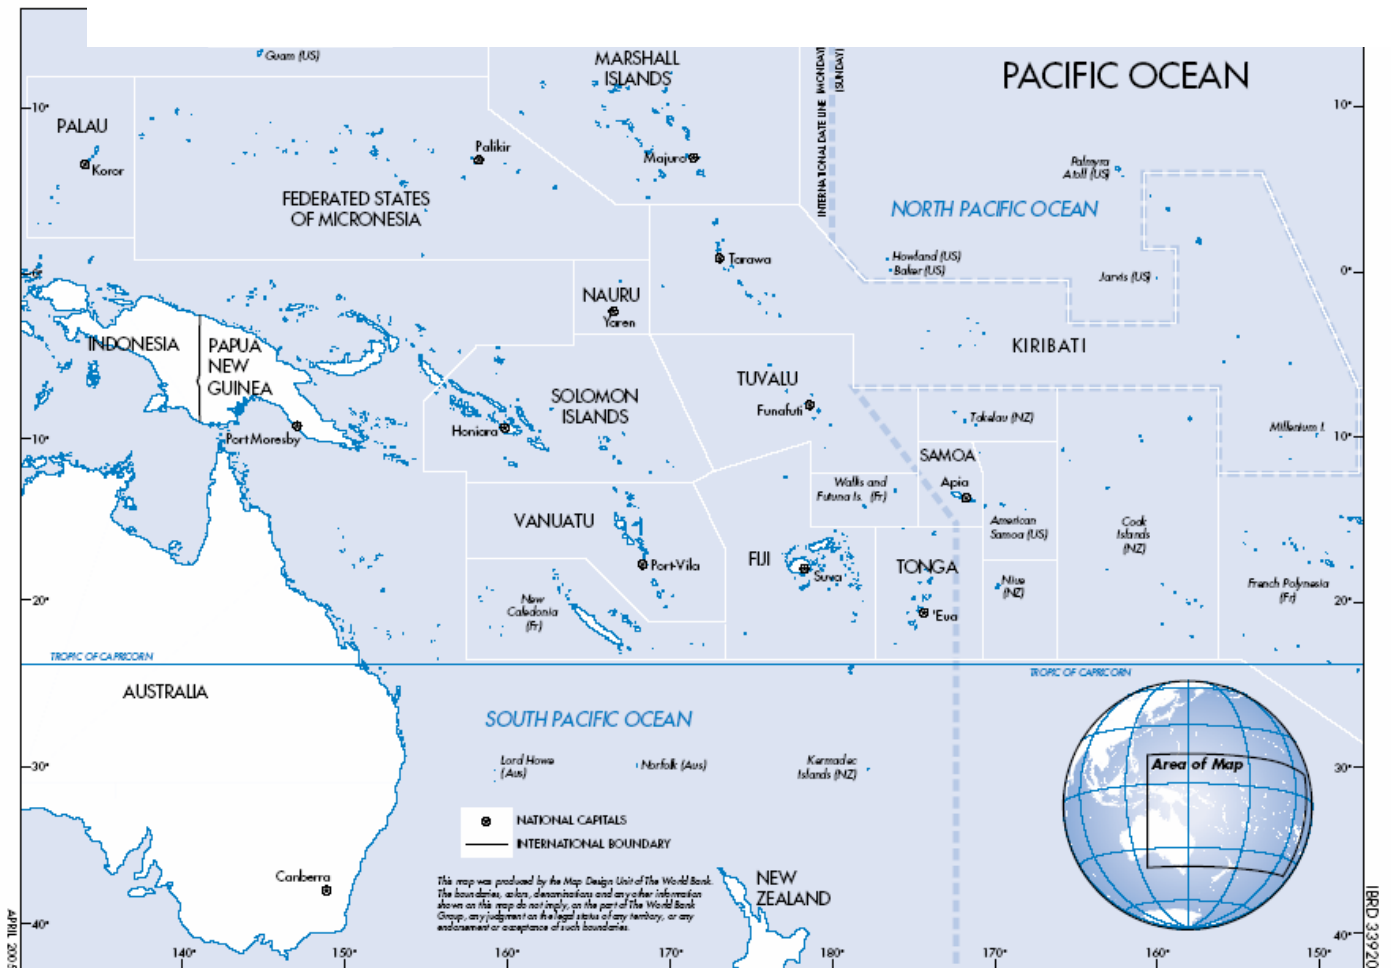 Guam (US)
MARSHALL
ISLANDS
INTERNATIONAL DATE LINE (MONDAY)
(SUNDAY)
PACIFIC OCEAN
10°
10°
PALAU
Koror
Palikir
Majuro
Palmyra
Atoll (US)
FEDERATED STATES
OF MICRONESIA
NORTH PACIFIC OCEAN
Tarawa
Howland (US)
Baker (US)
Jarvis (US)
0°
0°
NAURU
Yaren
INDONESIA
PAPUA
NEW
GUINEA
KIRIBATI
TUVALU
Funafuti
SOLOMON
ISLANDS
Honiara
Tokelau (NZ)
Millenium I.
Port Moresby
10°
10°
SAMOA
Apia
Wallis and
Futuna Is. (Fr)
VANUATU
Port-Vila
American
Samoa (US)
Cook
Islands
(NZ)
FIJI
Suva
TONGA
'Eua
Niue
(NZ)
French Polynesia
(Fr)
New
Caledonia
(Fr)
20°
20°
TROPIC OF CAPRICORN
TROPIC OF CAPRICORN
AUSTRALIA
SOUTH PACIFIC OCEAN
Lord Howe
(Aus)
Norfolk (Aus)
Kermadec
Islands (NZ)
30°
30°
Area of Map
NATIONAL CAPITALS
INTERNATIONAL BOUNDARY
Canberra
This map was produced by the Map Design Unit of The World Bank.
The boundaries, colors, denominations and any other information
shown on this map do not imply, on the part of The World Bank
Group, any judgment on the legal status of any territory, or any
endorsement or acceptance of such boundaries.
NEW
ZEALAND
40°
40°
140°
150°
160°
170°
180°
170°
160°
150°
IBRD 33920
APRIL 2005